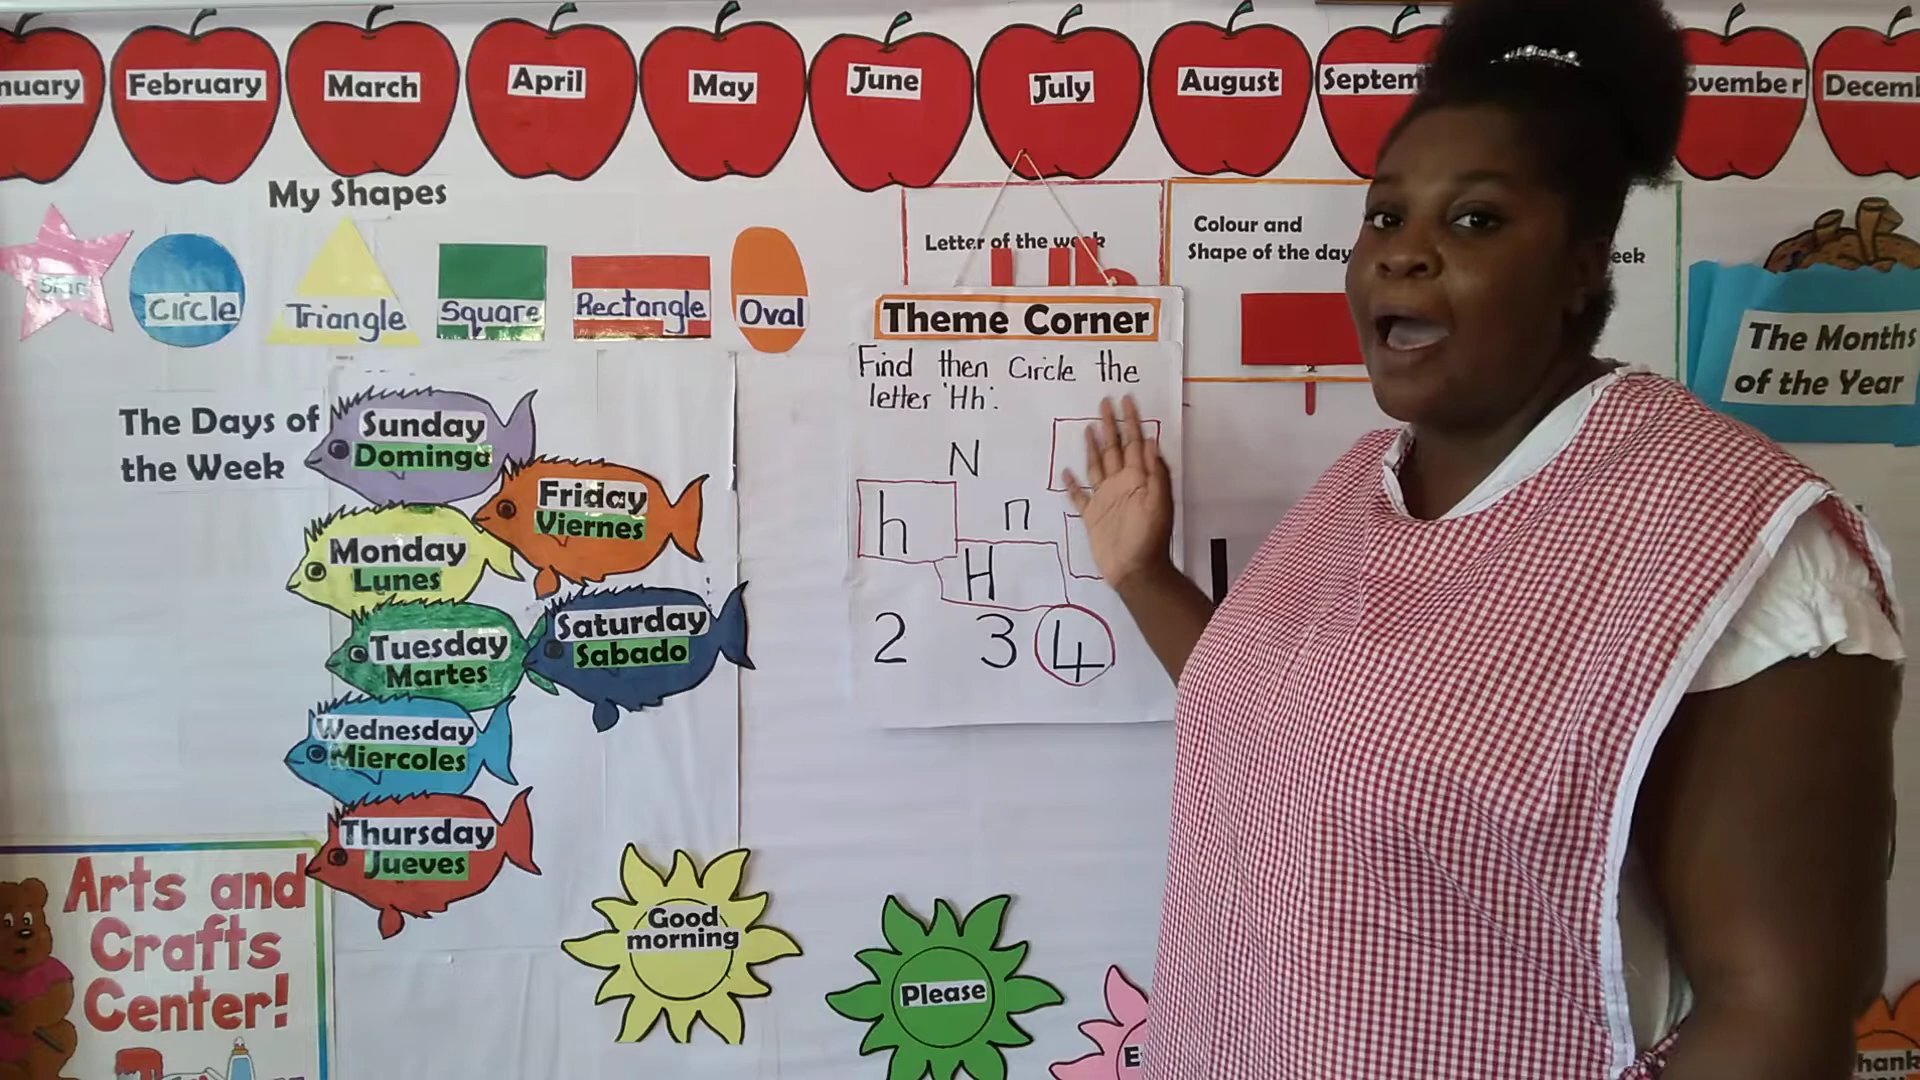 February
March
April
May
June
July
August
My Shapes
Star
Circle
Triangle
Square
Rectangle
Oval
Letter of the week
Colour and
Shape of the day
Theme Corner
Find then Circle the
letter 'Hh'.
N
h
n
H
2 3 4
The Months
of the Year
The Days of
the Week
Sunday
Domingo
Monday
Lunes
Tuesday
Martes
Wednesday
Miercoles
Thursday
Jueves
Friday
Viernes
Saturday
Sabado
Arts and
Crafts
Center!
Good
morning
Please